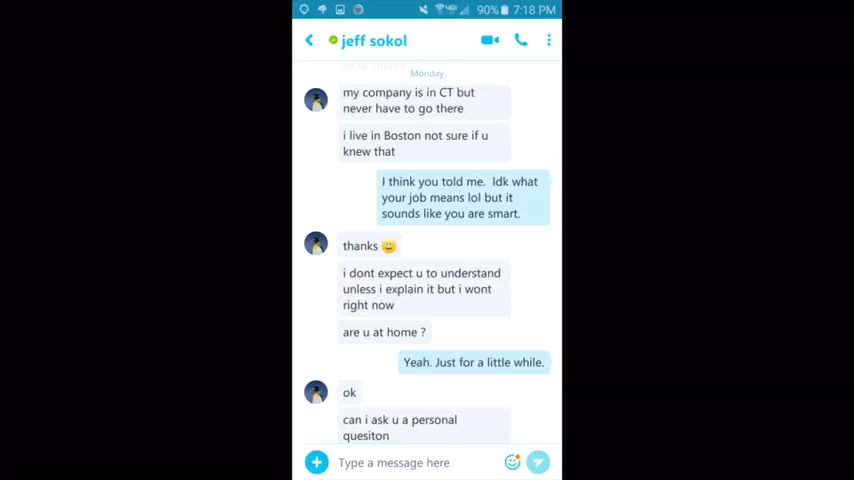 90% 7:18 PM
jeff sokol
Monday
my company is in CT but
never have to go there
i live in Boston not sure if u
knew that
I think you told me. Idk what
your job means lol but it
sounds like you are smart.
thanks
i dont expect u to understand
unless i explain it but i wont
right now
are u at home ?
Yeah. Just for a little while.
ok
can i ask u a personal
quesiton
Type a message here